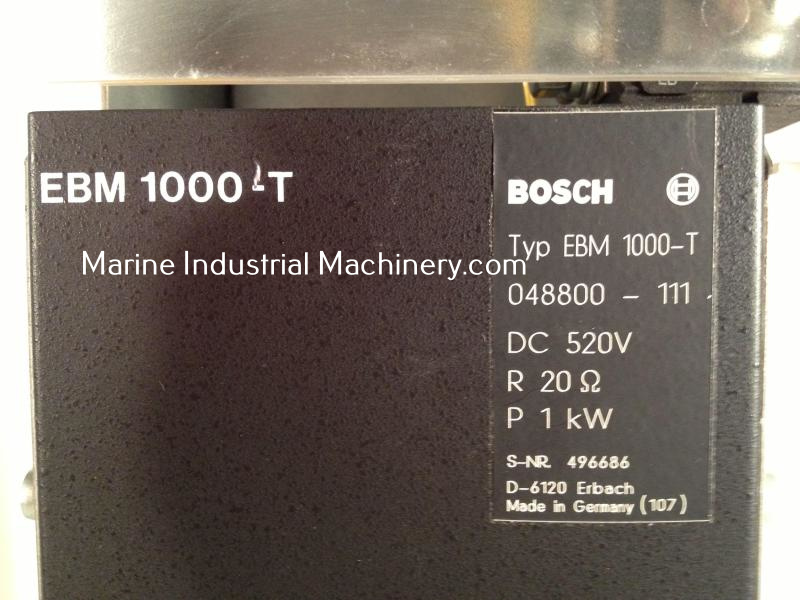 EBM 1000-T
BOSCH
Typ EBM 1000-T
Marine Industrial Machinery.com
048800 - 111
DC 520V
R 20 Ω
P 1 kW
S-NR. 496686
D-6120 Erbach
Made in Germany (107)